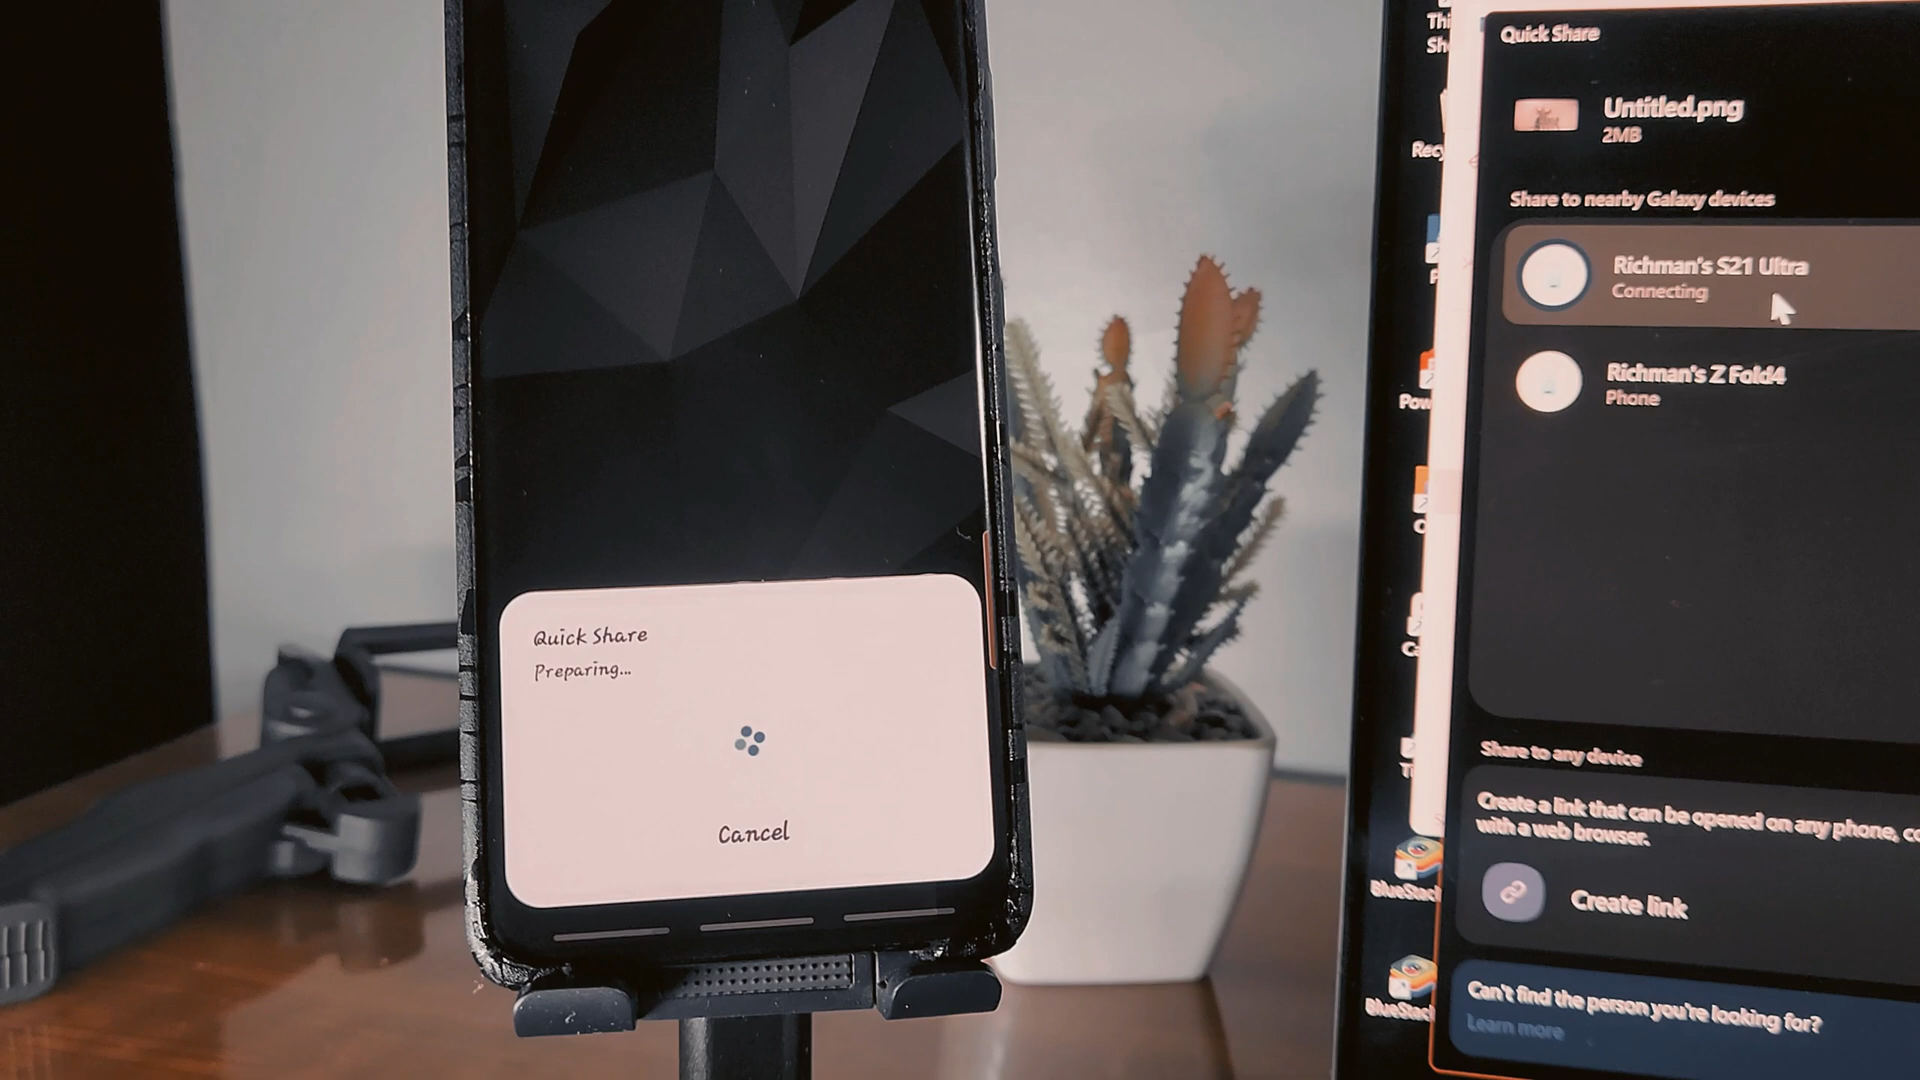 Quick Share
Preparing...
Cancel
Quick Share
Untitled.png
2MB
Share to nearby Galaxy devices
Richman's S21 Ultra
Connecting
Richman's Z Fold4
Phone
Share to any device
Create a link that can be opened on any phone,
with a web browser.
Create link
Can't find the person you're looking for?
Learn more